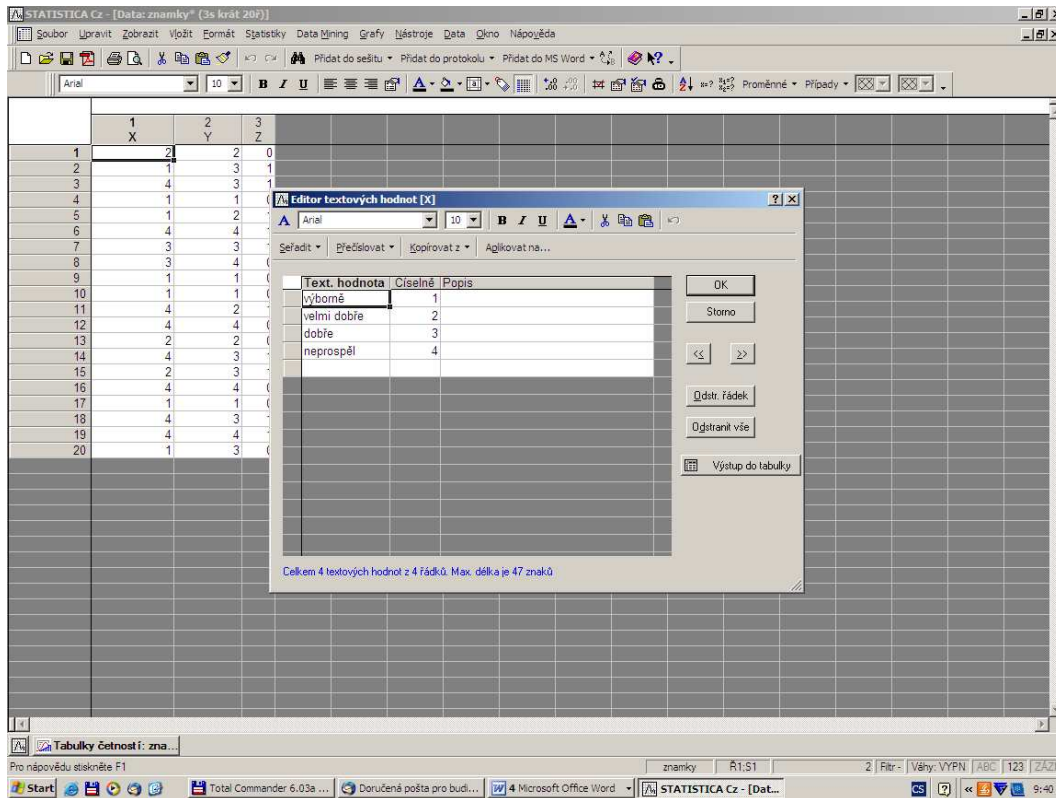 STATISTICA Cz - [Data: znamky* (3s krát 20ř)]
Soubor Upravit Zobrazit Vložit Formát Statistiky Data Mining Grafy Nástroje Data Okno Nápověda
Přidat do sešitu Přidat do protokolu Přidat do MS Word
Arial 10 B I U Proměnné Případy
1 2 3
X Y Z
1 2 2 0
2 1 3 1
3 4 3 1
4 1 1
5 1 2
6 4 4
7 3 3
8 3 4
9 1 1
10 1 1
11 4 2
12 4 4
13 2 2
14 4 3
15 2 3
16 4 4
17 1 1
18 4 3
19 4 4
20 1 3
Editor textových hodnot [X]
A Arial 10 B I U A
Seřadit Přečíslovat Kopírovat z Aplikovat na...
Text. hodnota Číselně Popis
výborně 1
velmi dobře 2
dobře 3
neprospěl 4
OK
Storno
<< >>
Odstr. řádek
Odstranit vše
Výstup do tabulky
Celkem 4 textových hodnot z 4 řádků. Max. délka je 47 znaků
Tabulky četností: zna...
Pro nápovědu stiskněte F1 znamky Ř1;S1 2 Filtr - Váhy: VYPN ABC 123
Start Total Commander 6.03a ... Doručená pošta pro budi... 4 Microsoft Office Word STATISTICA Cz - [Dat... CS 9:40